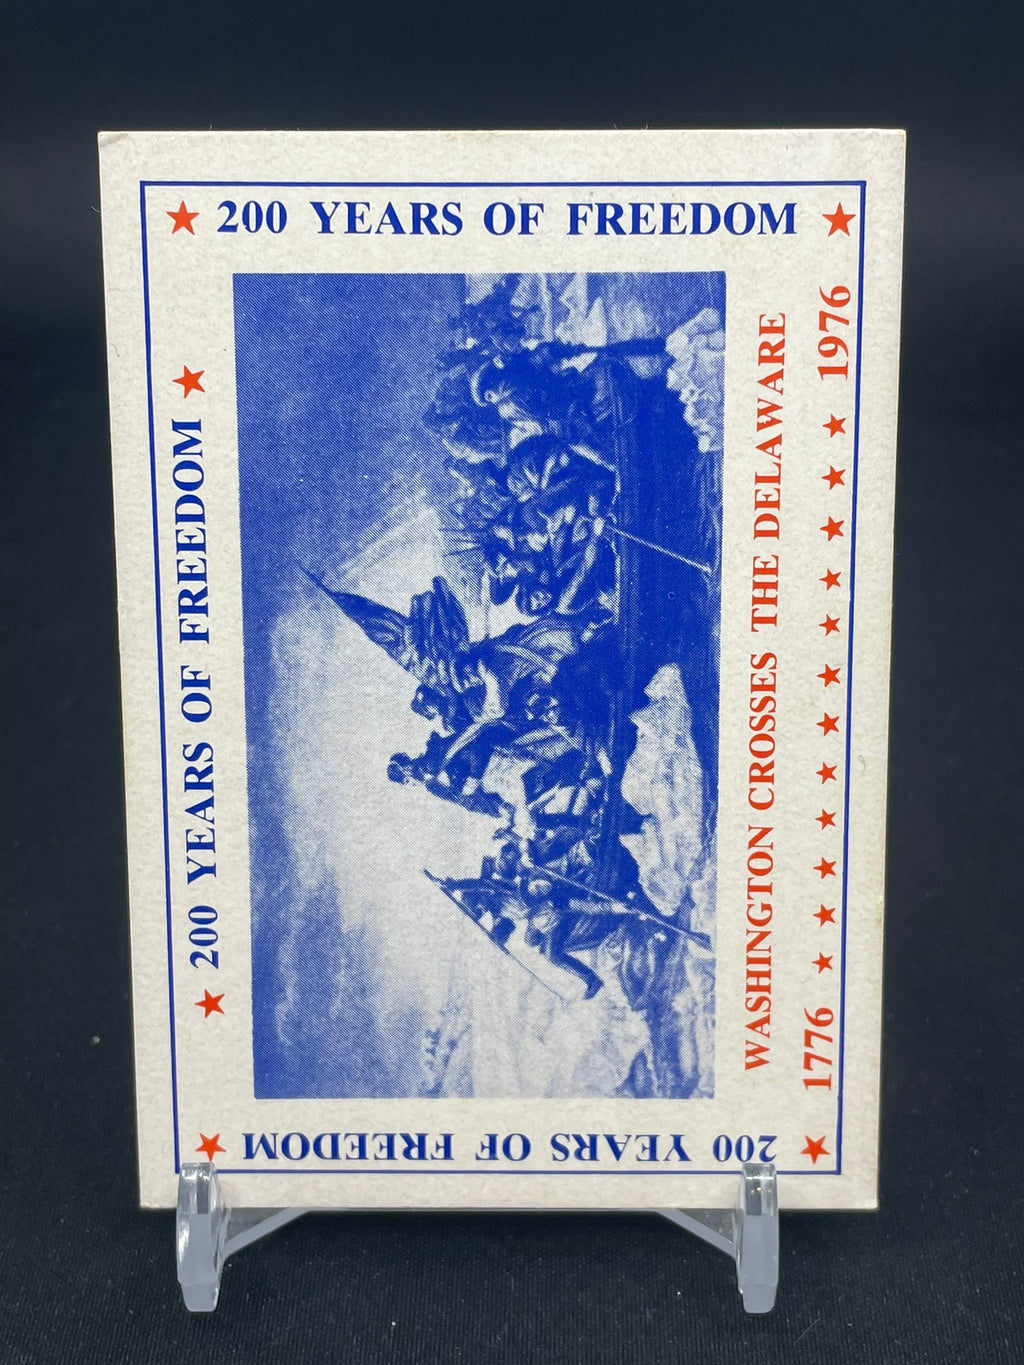 200 YEARS OF FREEDOM
200 YEARS OF FREEDOM
WASHINGTON CROSSES THE DELAWARE
1776 1976
200 YEARS OF FREEDOM